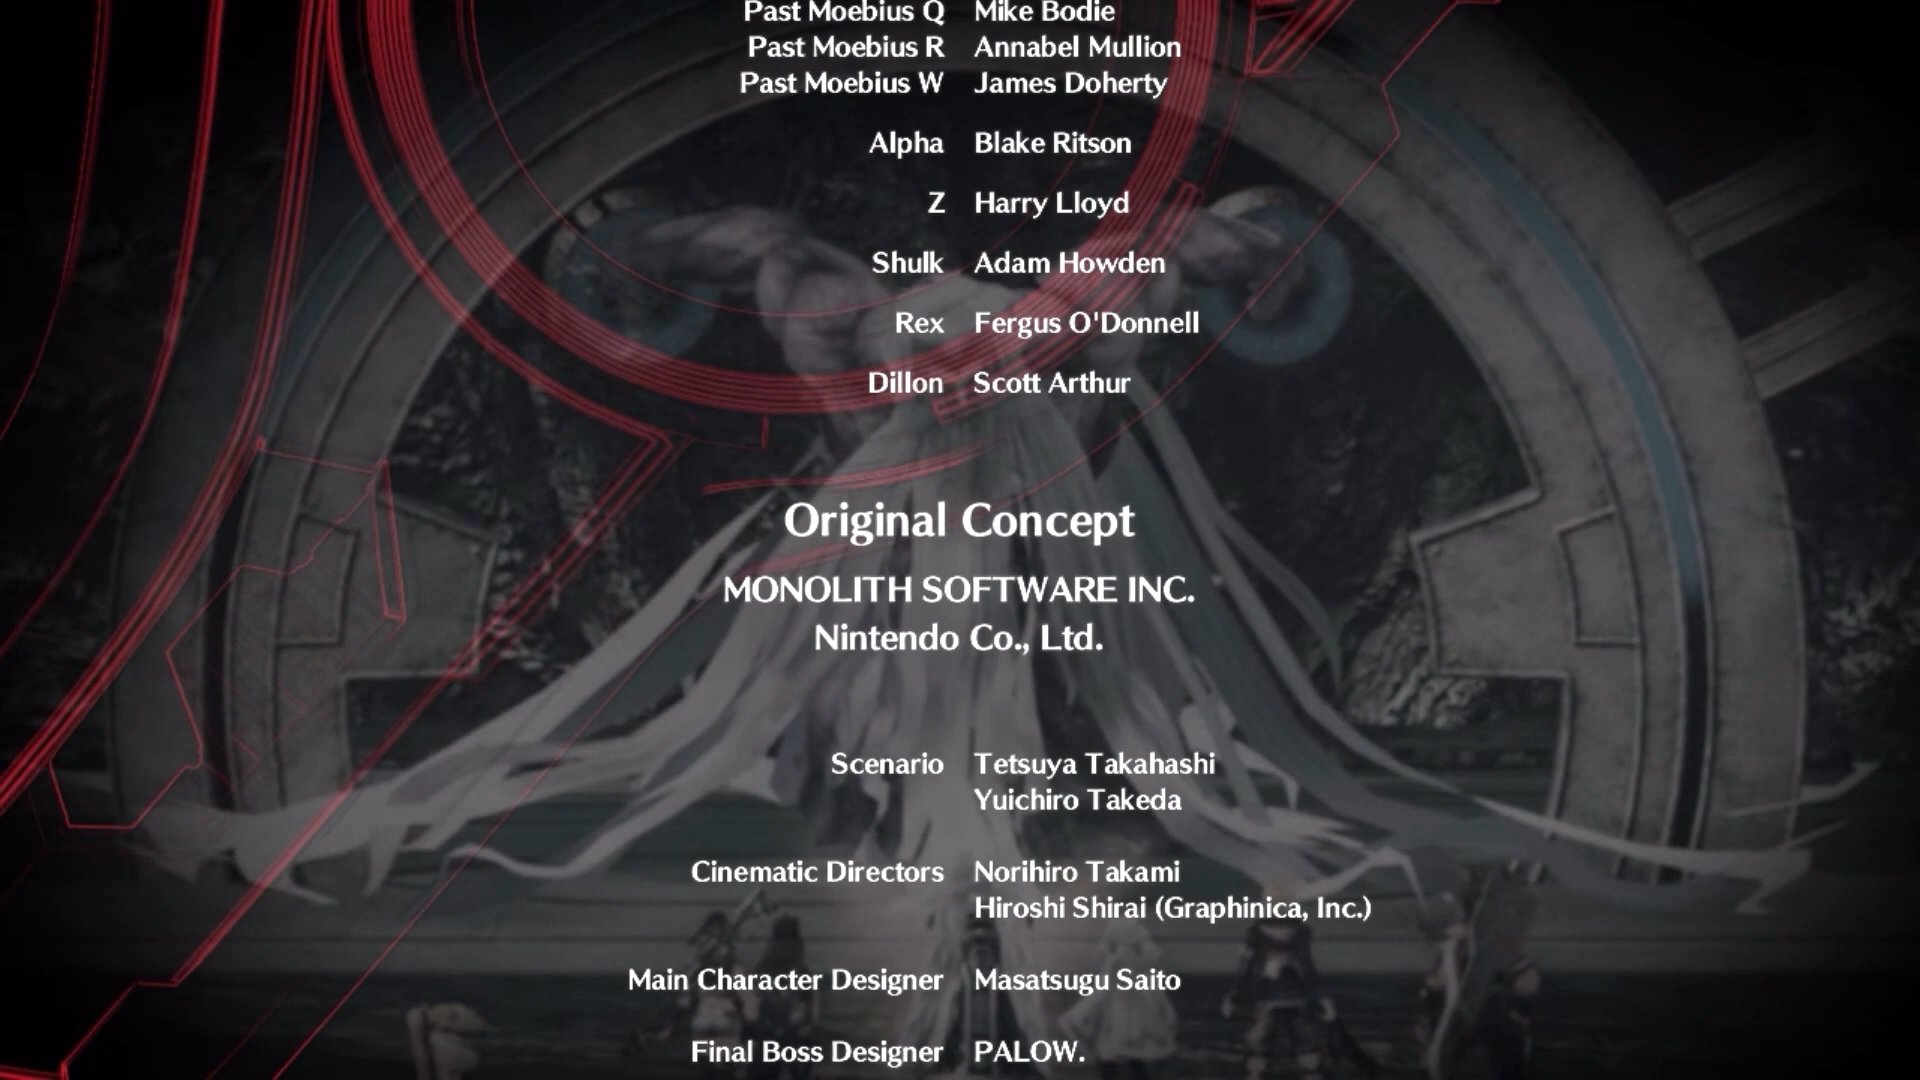 Past Moebius Q Mike Bodie
Past Moebius R Annabel Mullion
Past Moebius W James Doherty
Alpha Blake Ritson
Z Harry Lloyd
Shulk Adam Howden
Rex Fergus O'Donnell
Dillon Scott Arthur
Original Concept
MONOLITH SOFTWARE INC.
Nintendo Co., Ltd.
Scenario Tetsuya Takahashi
Yuichiro Takeda
Cinematic Directors Norihiro Takami
Hiroshi Shirai (Graphinica, Inc.)
Main Character Designer Masatsugu Saito
Final Boss Designer PALOW.